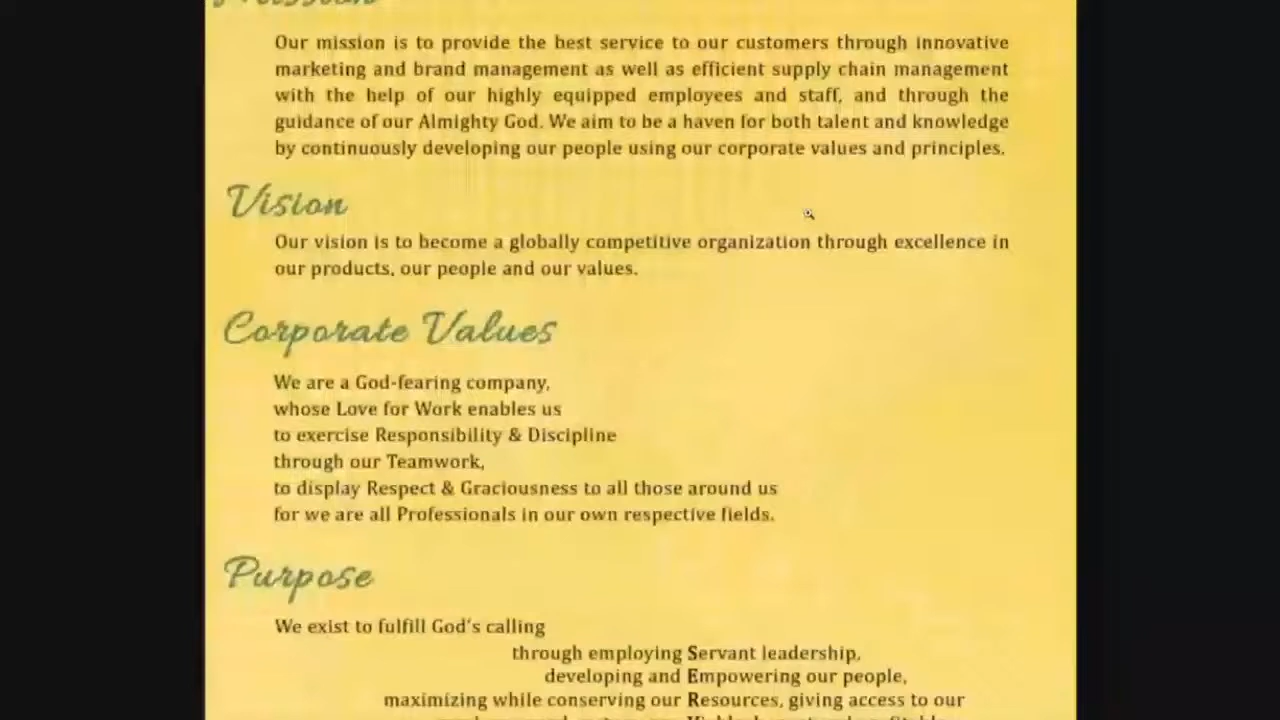 Mission
Our mission is to provide the best service to our customers through innovative
marketing and brand management as well as efficient supply chain management
with the help of our highly equipped employees and staff, and through the
guidance of our Almighty God. We aim to be a haven for both talent and knowledge
by continuously developing our people using our corporate values and principles.
Vision
Our vision is to become a globally competitive organization through excellence in
our products, our people and our values.
Corporate Values
We are a God-fearing company,
whose Love for Work enables us
to exercise Responsibility & Discipline
through our Teamwork,
to display Respect & Graciousness to all those around us
for we are all Professionals in our own respective fields.
Purpose
We exist to fulfill God's calling
through employing Servant leadership,
developing and Empowering our people,
maximizing while conserving our Resources, giving access to our